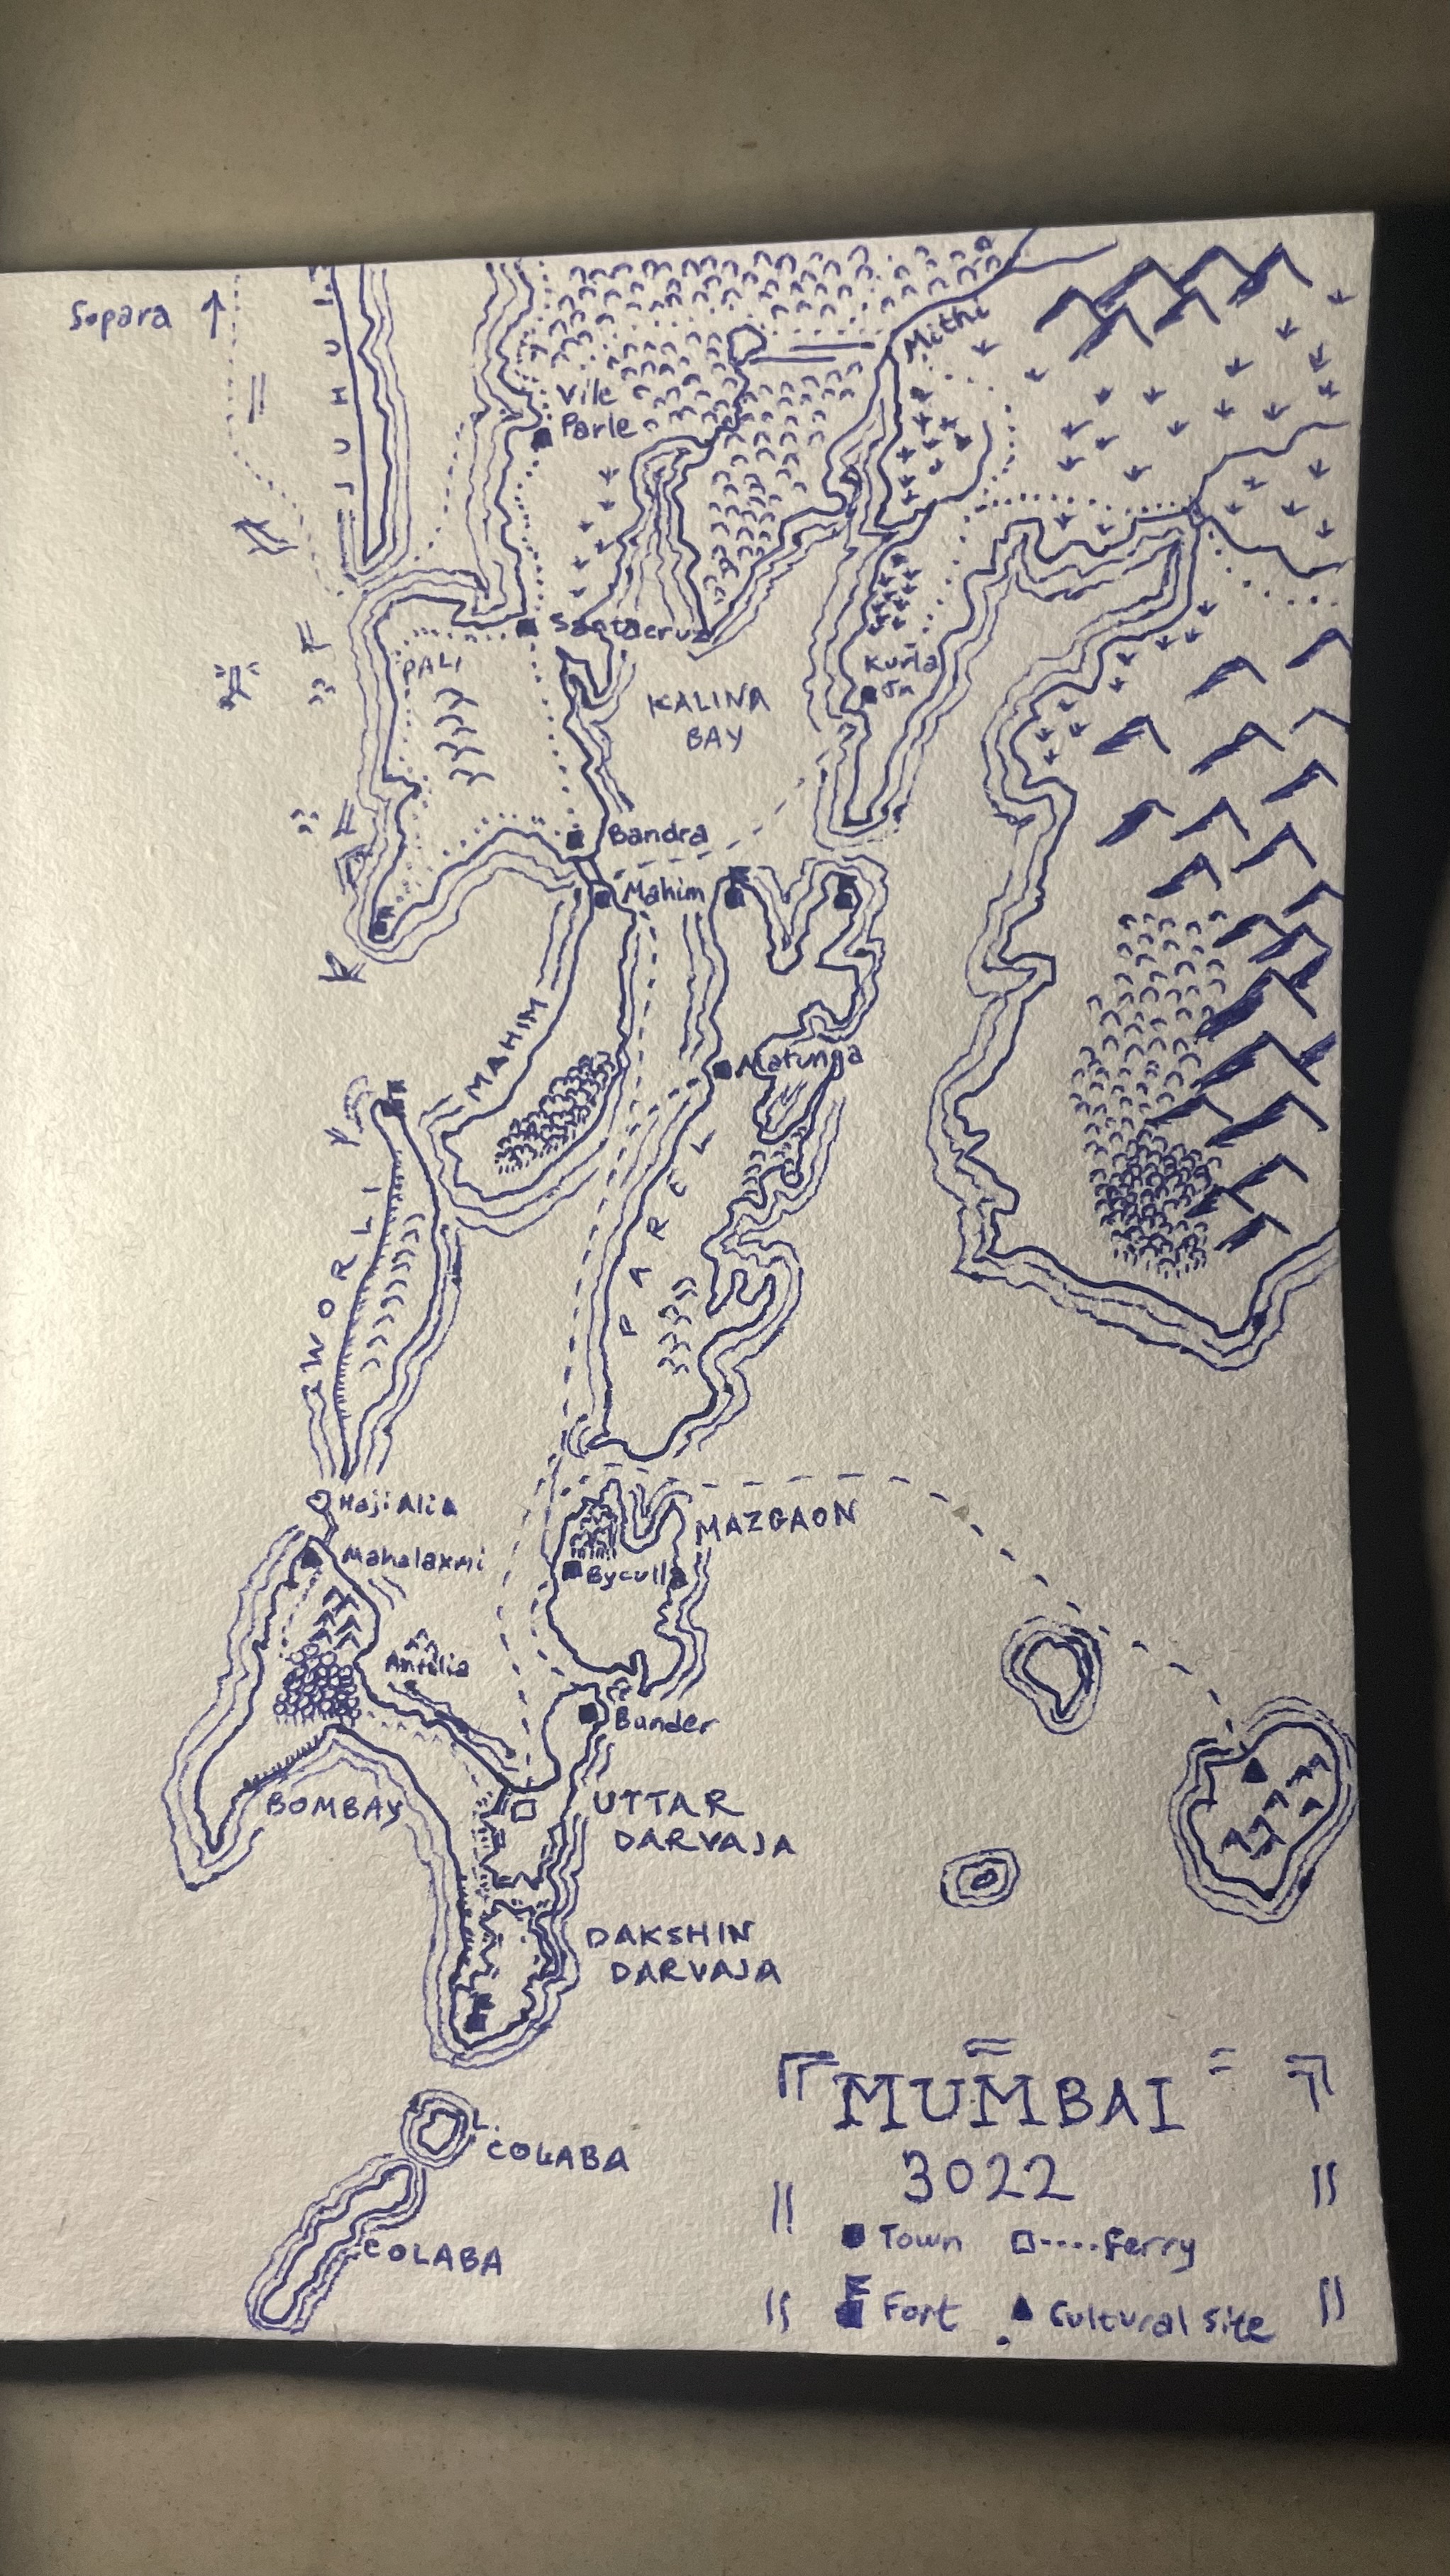 Sopara
JUHU
Mithi
Vile
Parle
Santacruz
PALI
Kurla
Jn
KALINA
BAY
Bandra
Mahim
MAHIM
Matunga
PAREL
WORLI
Haji Alia
MAZGAON
Mahalaxmi
Byculla
Antilia
Bunder
BOMBAY
UTTAR
DARVAJA
DAKSHIN
DARVAJA
L.
COLABA
COLABA
MUMBAI
3022
Town
Ferry
Fort
Cultural Site